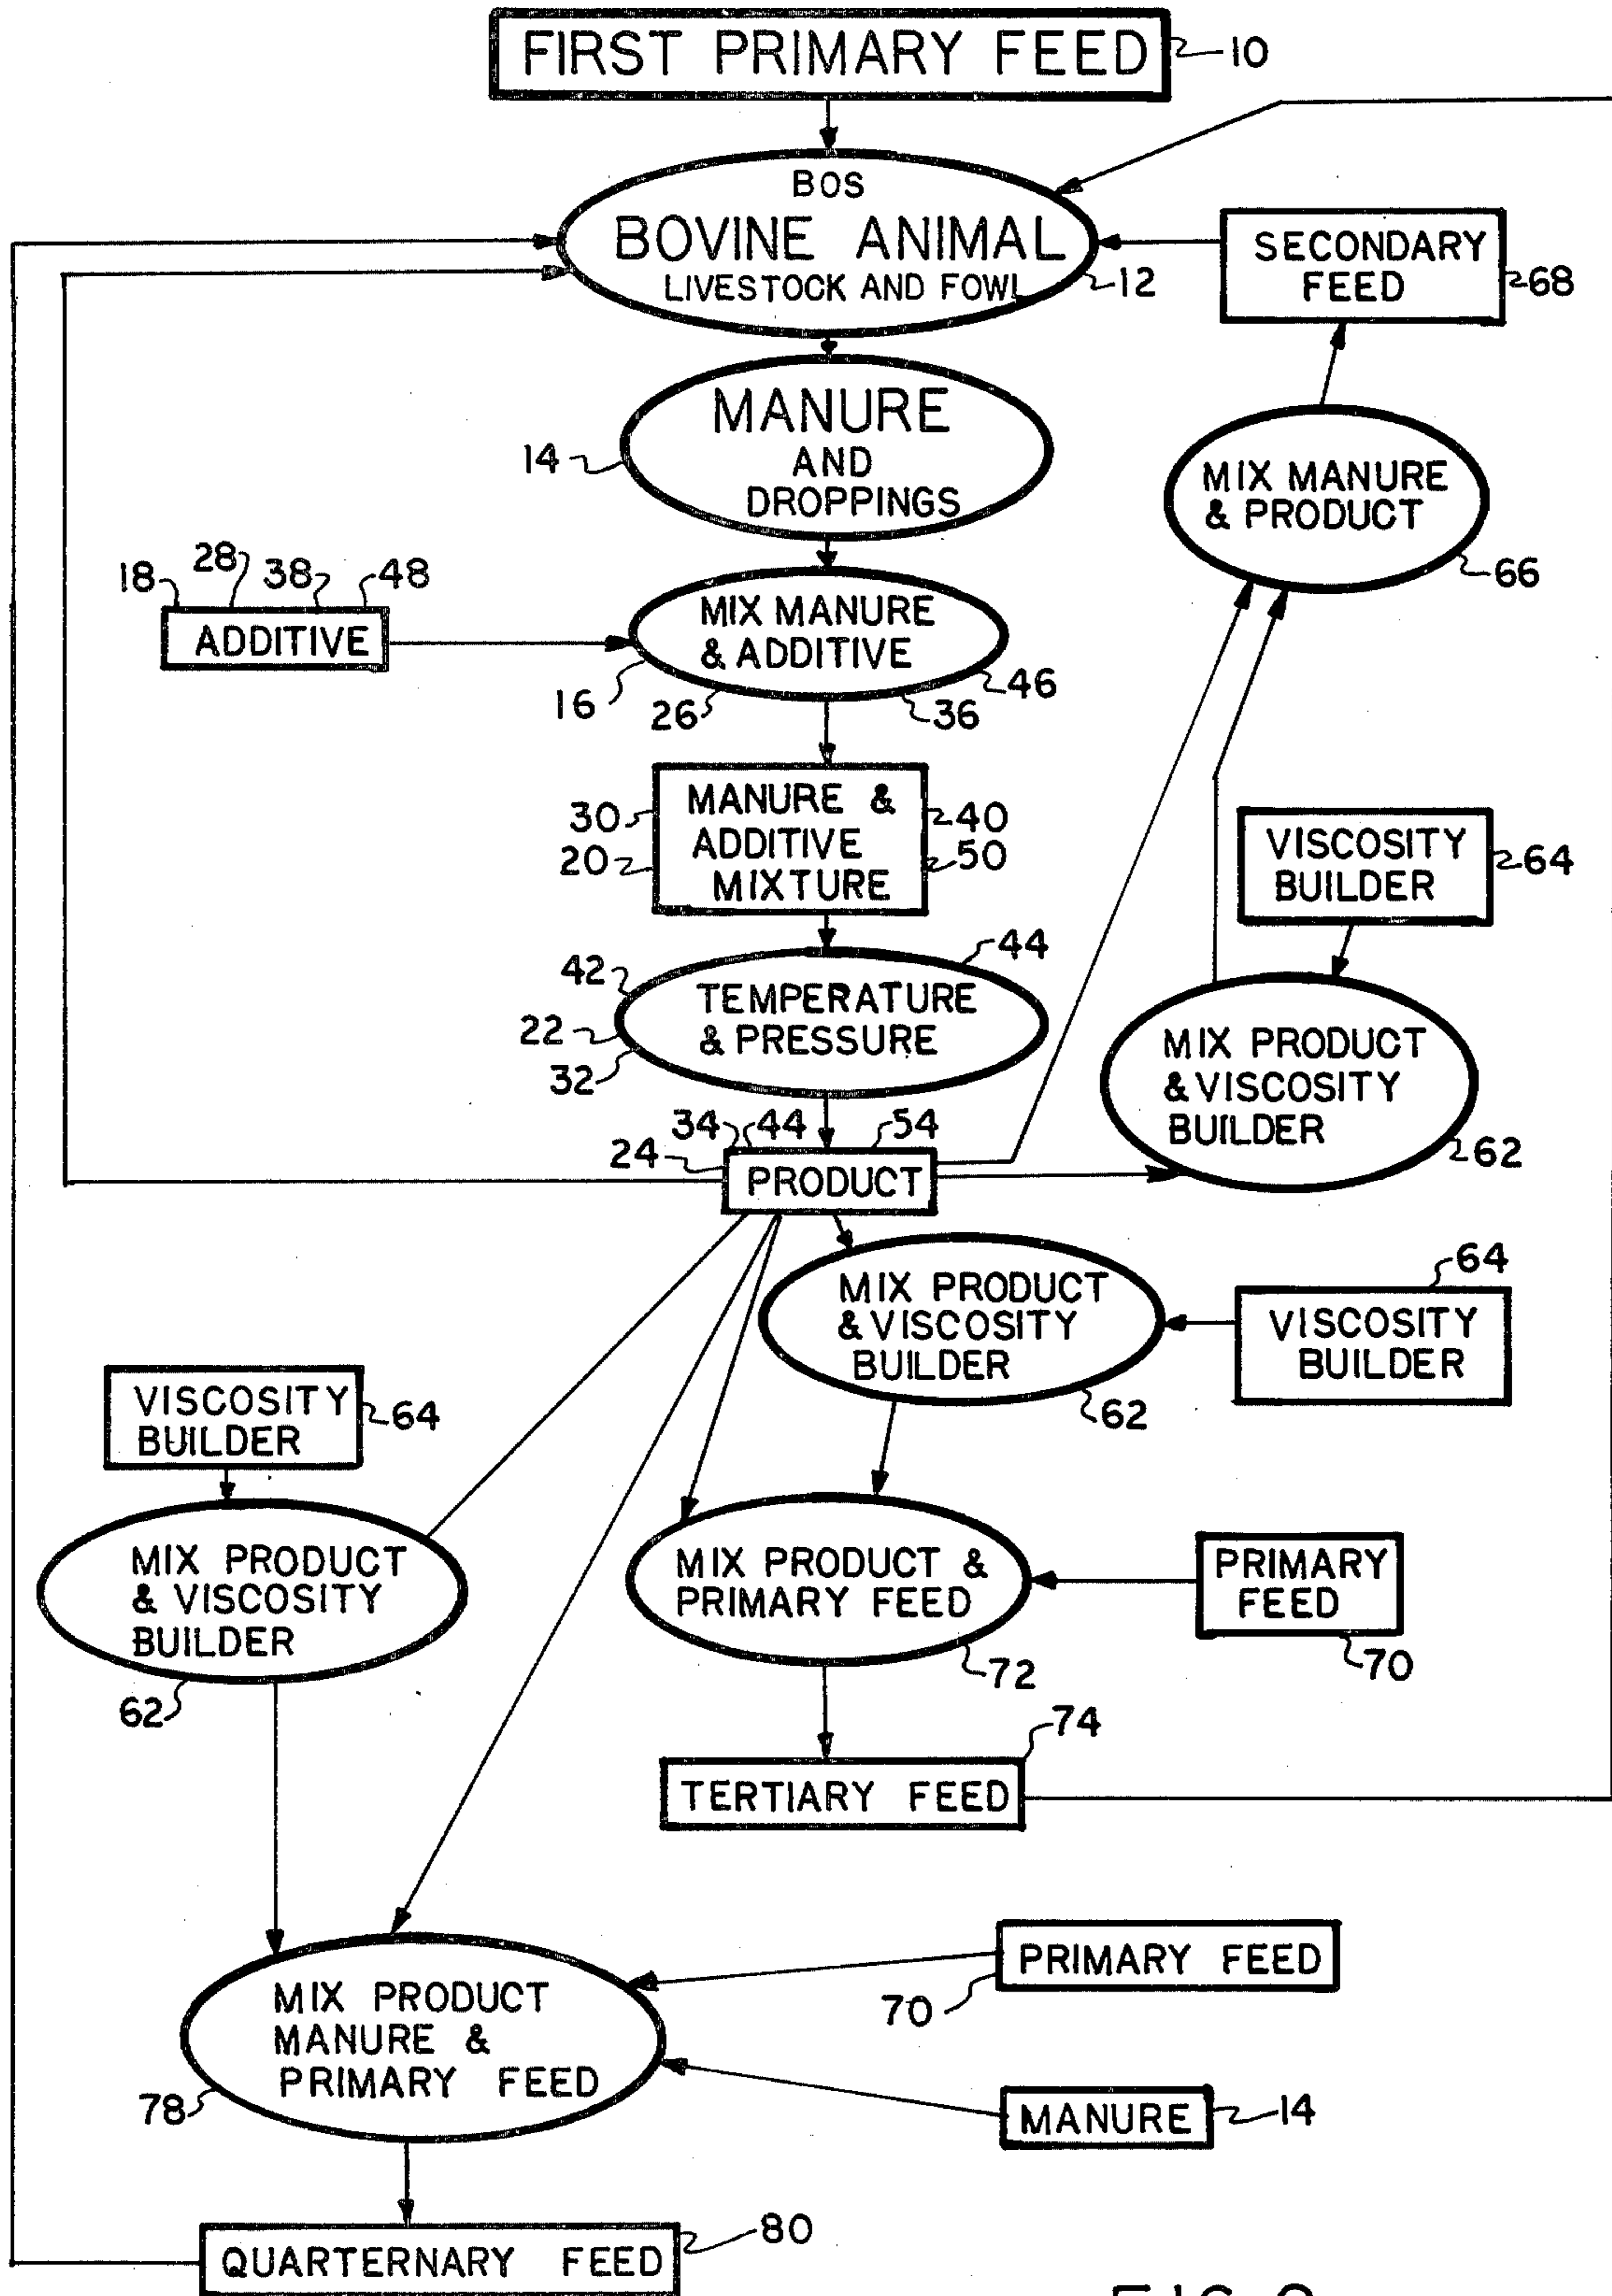 FIRST PRIMARY FEED
10
BOS
BOVINE ANIMAL
LIVESTOCK AND FOWL
12
SECONDARY
FEED
68
MANURE
AND
DROPPINGS
14
MIX MANURE
& PRODUCT
66
18
28
38
48
ADDITIVE
MIX MANURE
& ADDITIVE
16
26
36
46
MANURE &
ADDITIVE
MIXTURE
30
20
40
50
VISCOSITY
BUILDER
64
42
44
TEMPERATURE
& PRESSURE
22
32
MIX PRODUCT
& VISCOSITY
BUILDER
62
34
44
54
24
PRODUCT
MIX PRODUCT
& VISCOSITY
BUILDER
62
64
VISCOSITY
BUILDER
VISCOSITY
BUILDER
64
MIX PRODUCT
& VISCOSITY
BUILDER
62
MIX PRODUCT &
PRIMARY FEED
72
PRIMARY
FEED
70
74
TERTIARY FEED
MIX PRODUCT
MANURE &
PRIMARY FEED
78
PRIMARY FEED
70
MANURE
14
80
QUARTERNARY FEED